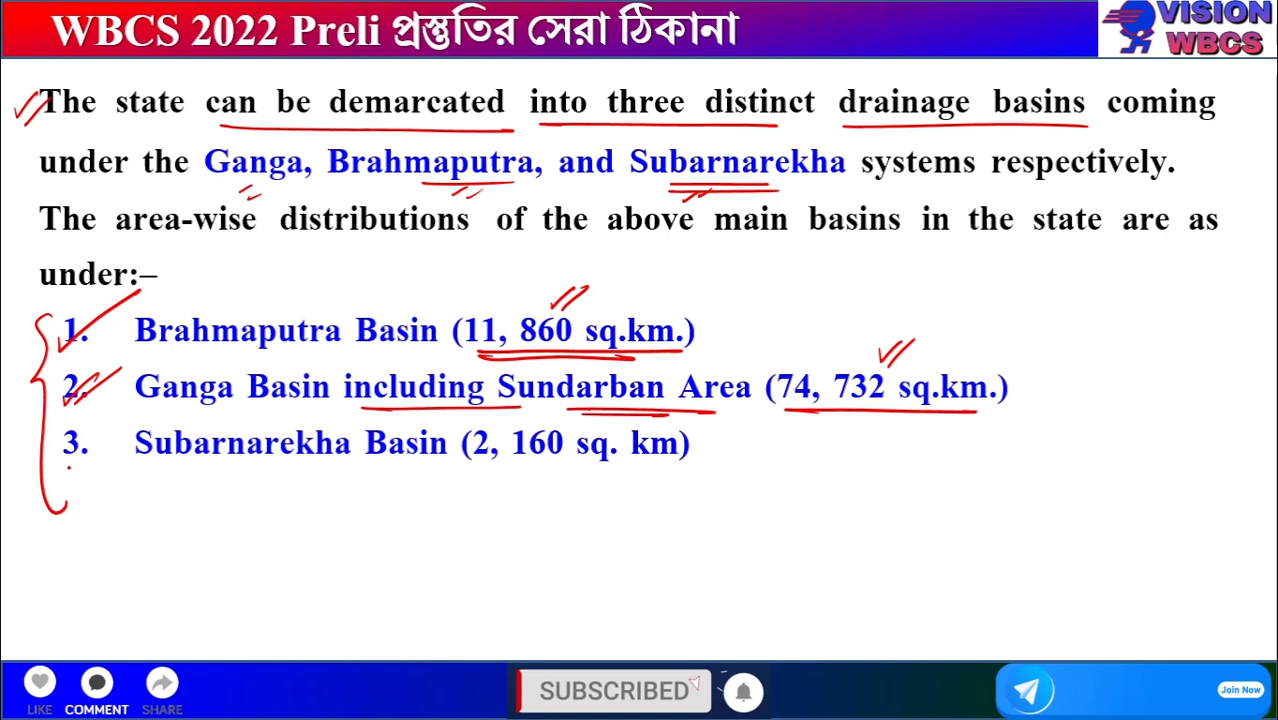 WBCS 2022 Preli প্রস্তুতির সেরা ঠিকানা
VISION
WBCS
The state can be demarcated into three distinct drainage basins coming
under the Ganga, Brahmaputra, and Subarnarekha systems respectively.
The area-wise distributions of the above main basins in the state are as
under:–
1. Brahmaputra Basin (11, 860 sq.km.)
2. Ganga Basin including Sundarban Area (74, 732 sq.km.)
3. Subarnarekha Basin (2, 160 sq. km)
LIKE COMMENT SHARE
SUBSCRIBED
Join Now